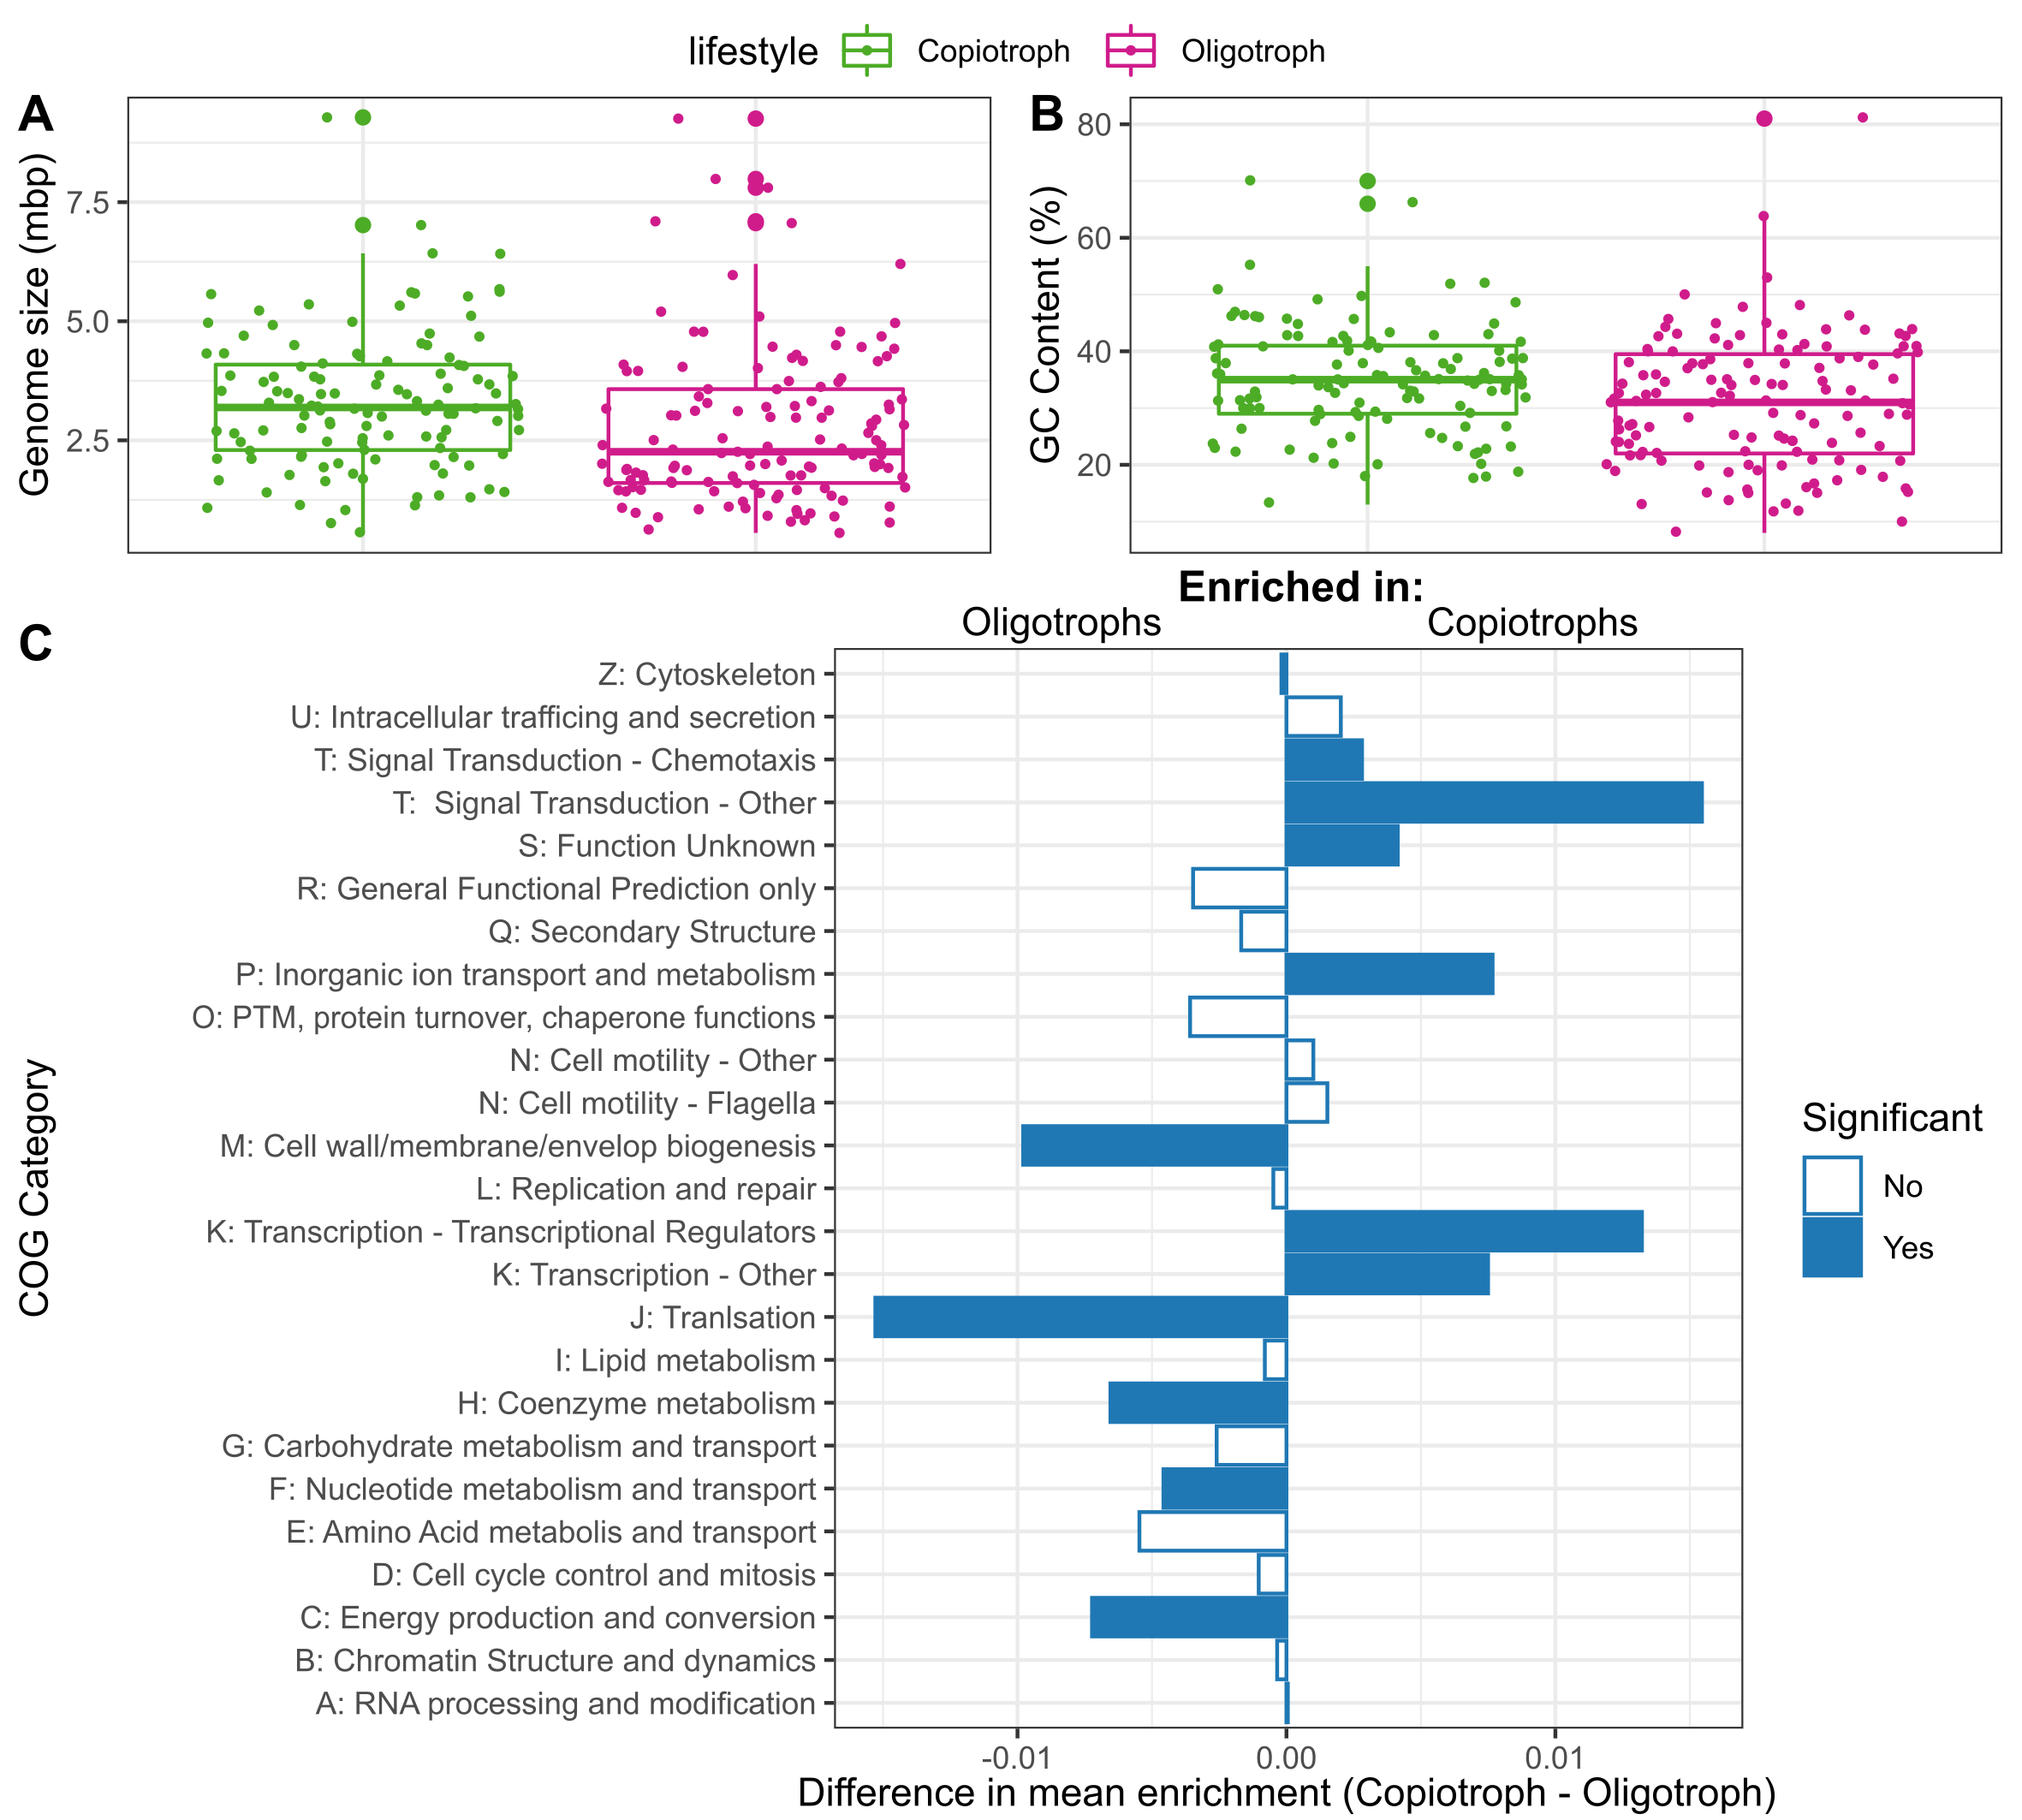 lifestyle Copiotroph Oligotroph
A
Genome size (mbp)
7.5
5.0
2.5
B
GC Content (%)
80
60
40
20
Enriched in:
Oligotrophs Copiotrophs
C
COG Category
Z: Cytoskeleton
U: Intracellular trafficing and secretion
T: Signal Transduction - Chemotaxis
T:  Signal Transduction - Other
S: Function Unknown
R: General Functional Prediction only
Q: Secondary Structure
P: Inorganic ion transport and metabolism
O: PTM, protein turnover, chaperone functions
N: Cell motility - Other
N: Cell motility - Flagella
M: Cell wall/membrane/envelop biogenesis
L: Replication and repair
K: Transcription - Transcriptional Regulators
K: Transcription - Other
J: Tranlsation
I: Lipid metabolism
H: Coenzyme metabolism
G: Carbohydrate metabolism and transport
F: Nucleotide metabolism and transport
E: Amino Acid metabolis and transport
D: Cell cycle control and mitosis
C: Energy production and conversion
B: Chromatin Structure and dynamics
A: RNA processing and modification
-0.01 0.00 0.01
Difference in mean enrichment (Copiotroph - Oligotroph)
Significant
No
Yes